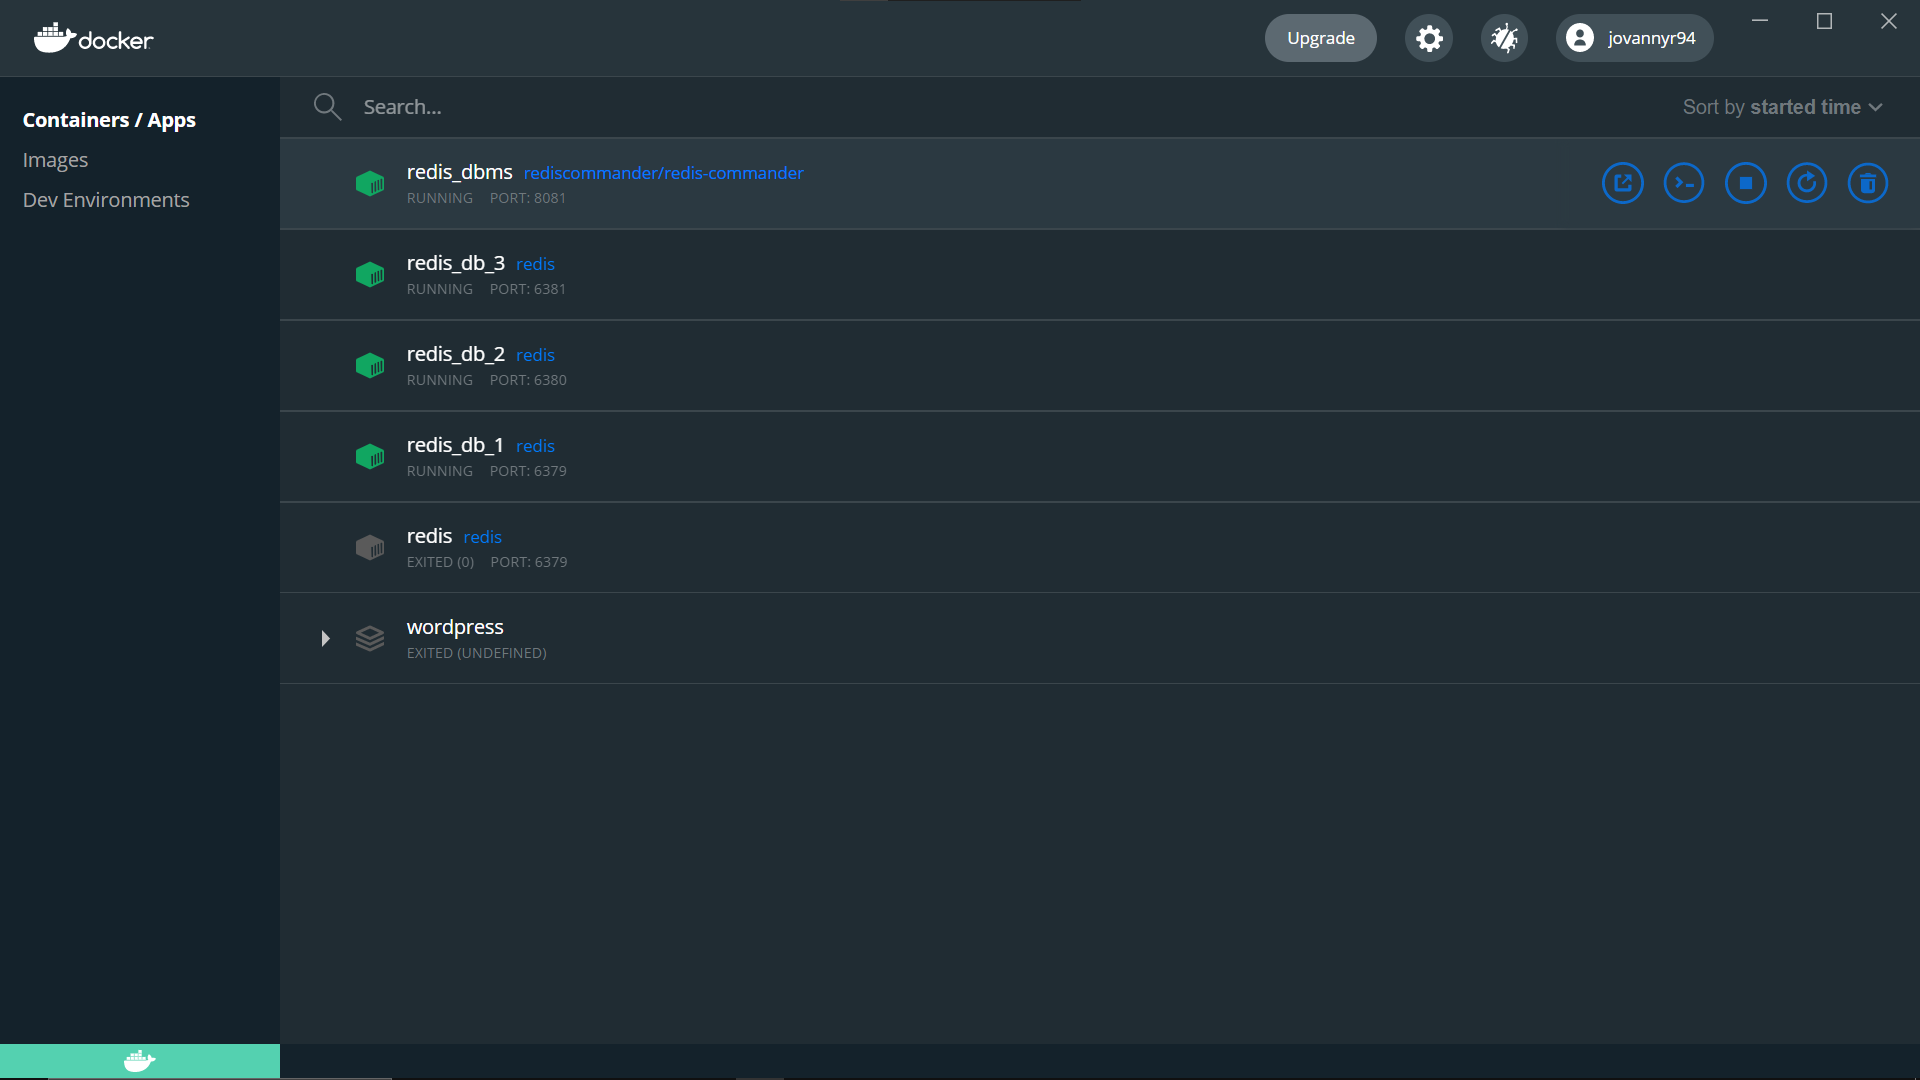 docker
Upgrade
jovannyr94
Containers / Apps
Images
Dev Environments
Search...
Sort by started time
redis_dbms rediscommander/redis-commander
RUNNING PORT: 8081
redis_db_3 redis
RUNNING PORT: 6381
redis_db_2 redis
RUNNING PORT: 6380
redis_db_1 redis
RUNNING PORT: 6379
redis redis
EXITED (0) PORT: 6379
wordpress
EXITED (UNDEFINED)